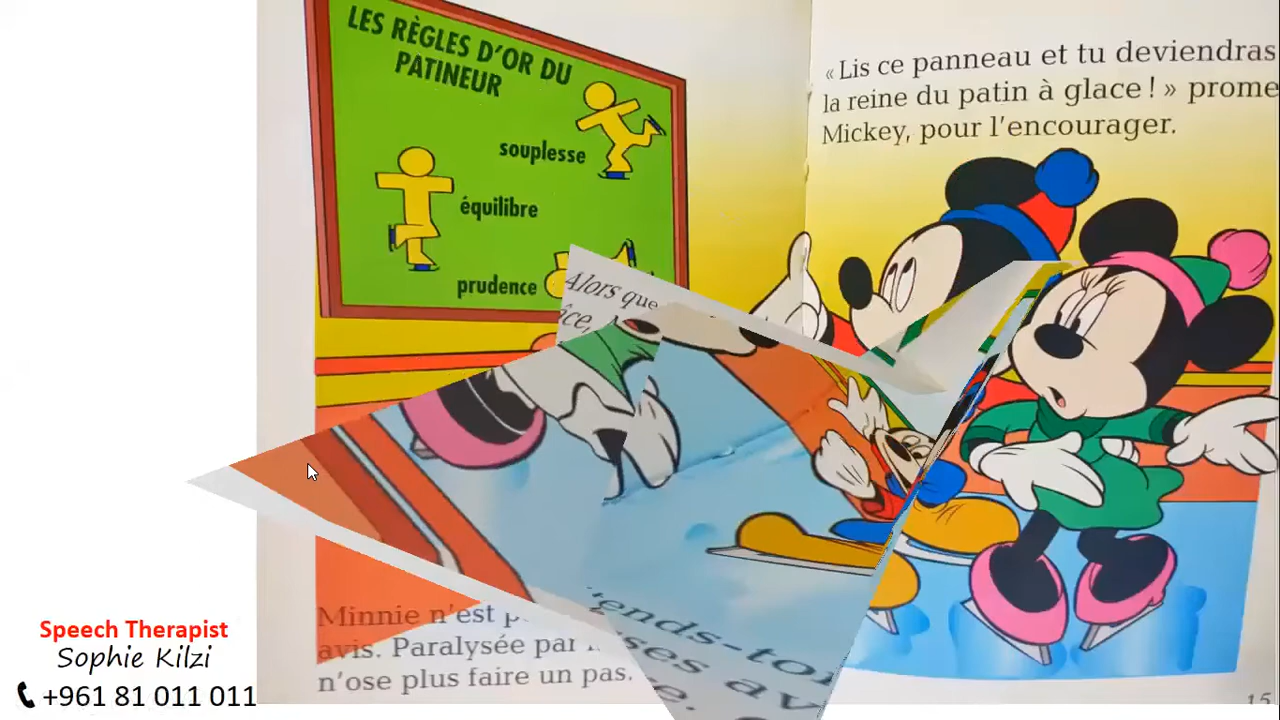 LES RÈGLES D'OR DU
PATINEUR
souplesse
équilibre
prudence
« Lis ce panneau et tu deviendras
la reine du patin à glace ! » prome
Mickey, pour l'encourager.
Alors que
Minnie n'est
avis. Paralysée par
n'ose plus faire un pas.
ends-toi
Speech Therapist
Sophie Kilzi
+961 81 011 011
15